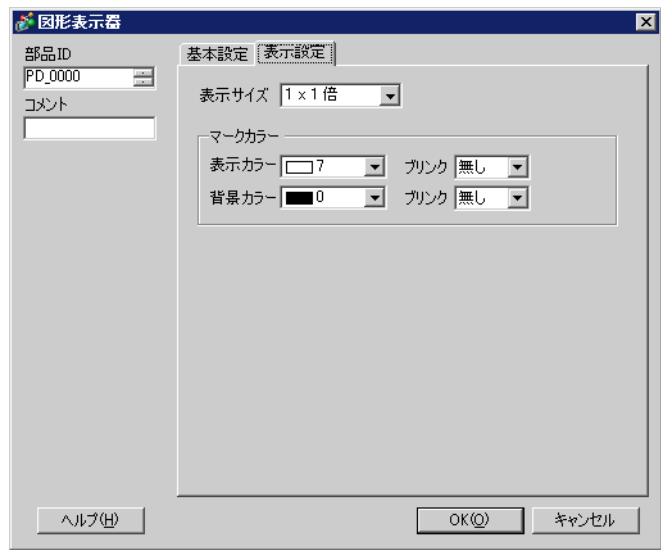 図形表示器
部品ID
PD_0000
コメント
基本設定 表示設定
表示サイズ 1 x 1 倍
マークカラー
表示カラー 7 ブリンク 無し
背景カラー 0 ブリンク 無し
ヘルプ(H) OK(O) キャンセル